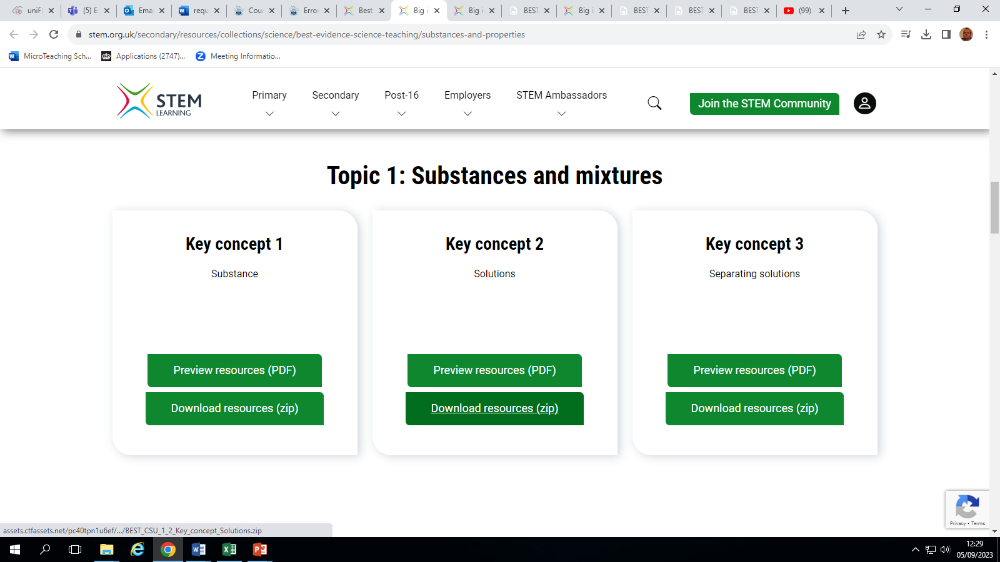 uniFl
(5) E
Ema
requ
Cour
Erro
Best
Big i
Big i
BEST
Big i
BEST
BEST
BEST
(99)
stem.org.uk/secondary/resources/collections/science/best-evidence-science-teaching/substances-and-properties
MicroTeaching Sch...
Applications (2747)...
Meeting Informatio...
STEM
LEARNING
Primary
Secondary
Post-16
Employers
STEM Ambassadors
Join the STEM Community
Topic 1: Substances and mixtures
Key concept 1
Substance
Preview resources (PDF)
Download resources (zip)
Key concept 2
Solutions
Preview resources (PDF)
Download resources (zip)
Key concept 3
Separating solutions
Preview resources (PDF)
Download resources (zip)
Privacy - Terms
assets.ctfassets.net/pc40tpn1u6ef/.../BEST_CSU_1_2_Key_concept_Solutions.zip
12:29
05/09/2023